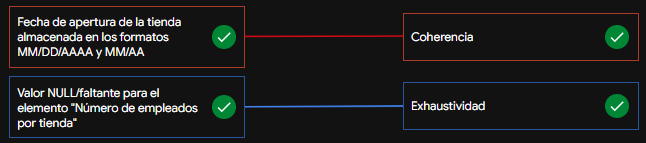 Fecha de apertura de la tienda
almacenada en los formatos
MM/DD/AAAA y MM/AA
Coherencia
Valor NULL/faltante para el
elemento "Número de empleados
por tienda"
Exhaustividad